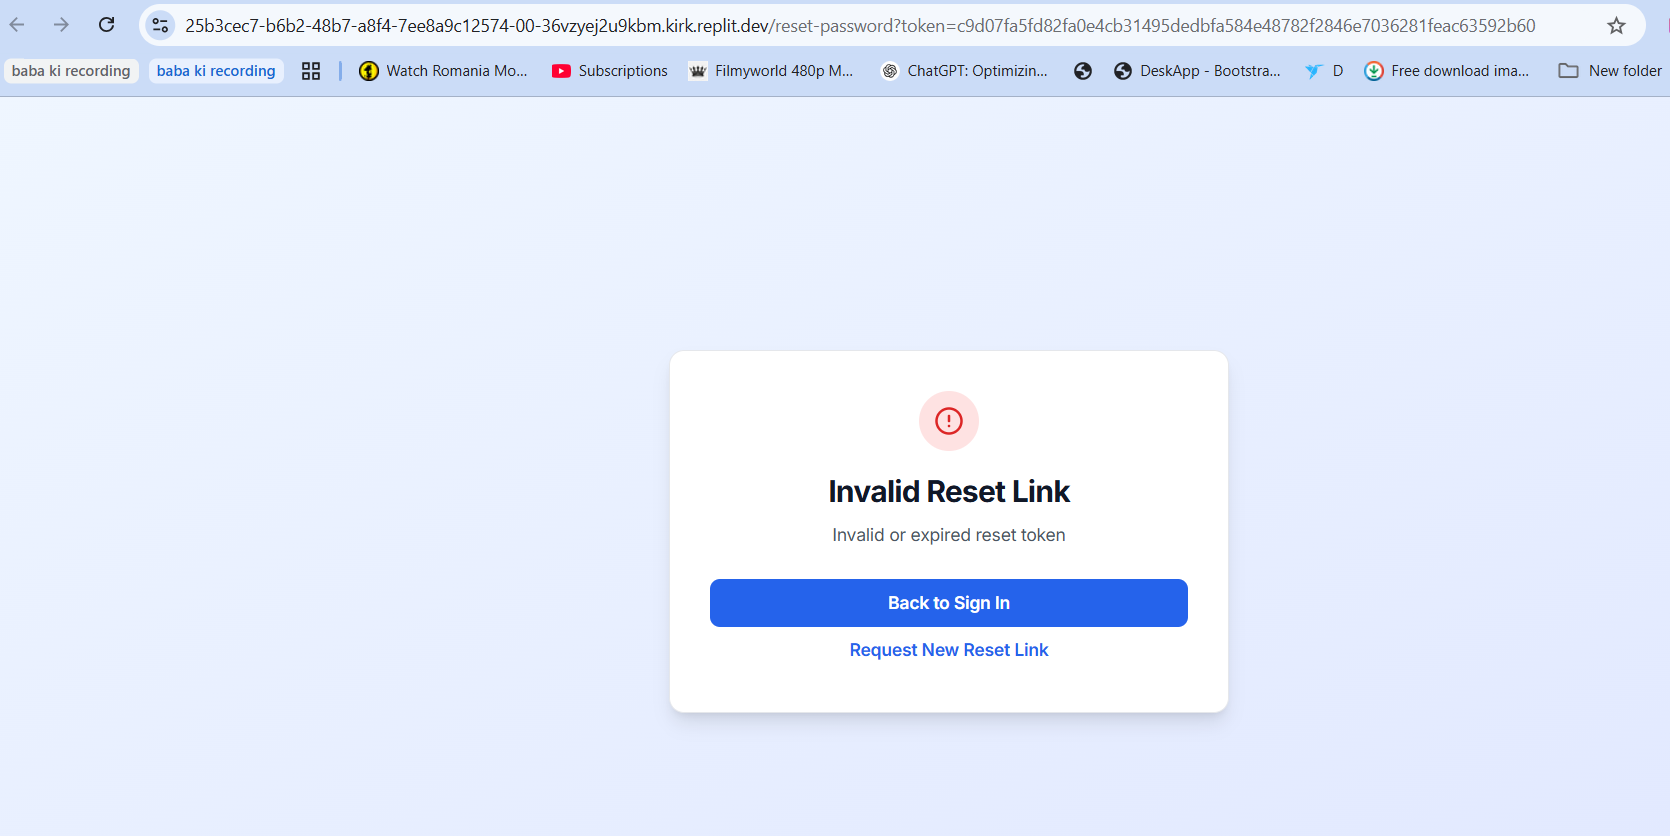 25b3cec7-b6b2-48b7-a8f4-7ee8a9c12574-00-36vzyej2u9kbm.kirk.replit.dev/reset-password?token=c9d07fa5fd82fa0e4cb31495dedbfa584e48782f2846e7036281feac63592b60
baba ki recording baba ki recording Watch Romania Mo... Subscriptions Filmyworld 480p M... ChatGPT: Optimizin... DeskApp - Bootstra... D Free download ima... New folder
Invalid Reset Link
Invalid or expired reset token
Back to Sign In
Request New Reset Link